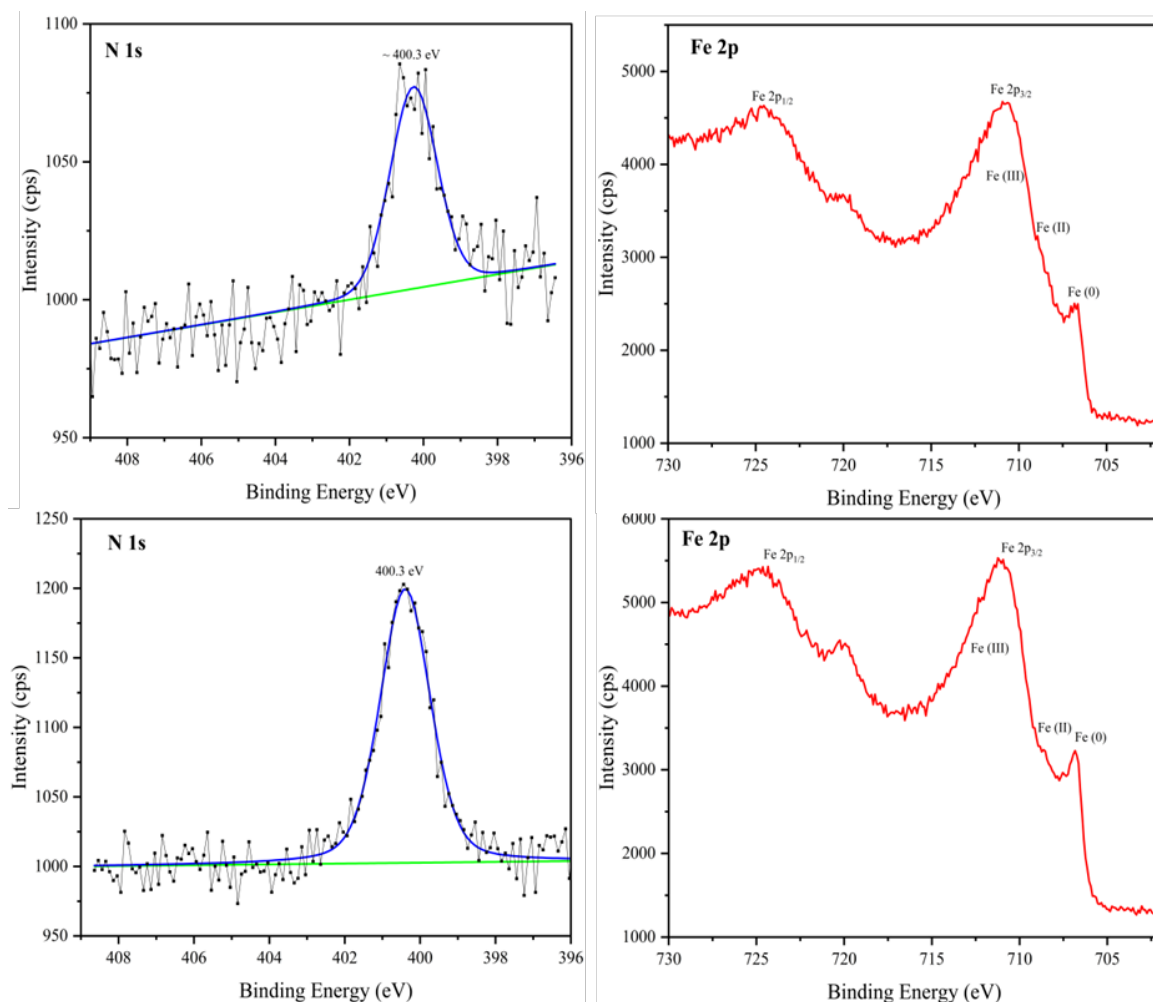 N 1s
~ 400.3 eV
1100
1050
1000
950
408 406 404 402 400 398 396
Binding Energy (eV)
Intensity (cps)
Fe 2p
Fe 2p1/2
Fe 2p3/2
Fe (III)
Fe (II)
Fe (0)
5000
4000
3000
2000
1000
730 725 720 715 710 705
Binding Energy (eV)
Intensity (cps)
N 1s
400.3 eV
1250
1200
1150
1100
1050
1000
950
408 406 404 402 400 398 396
Binding Energy (eV)
Intensity (cps)
Fe 2p
Fe 2p1/2
Fe 2p3/2
Fe (III)
Fe (II)
Fe (0)
6000
5000
4000
3000
2000
1000
730 725 720 715 710 705
Binding Energy (eV)
Intensity (cps)